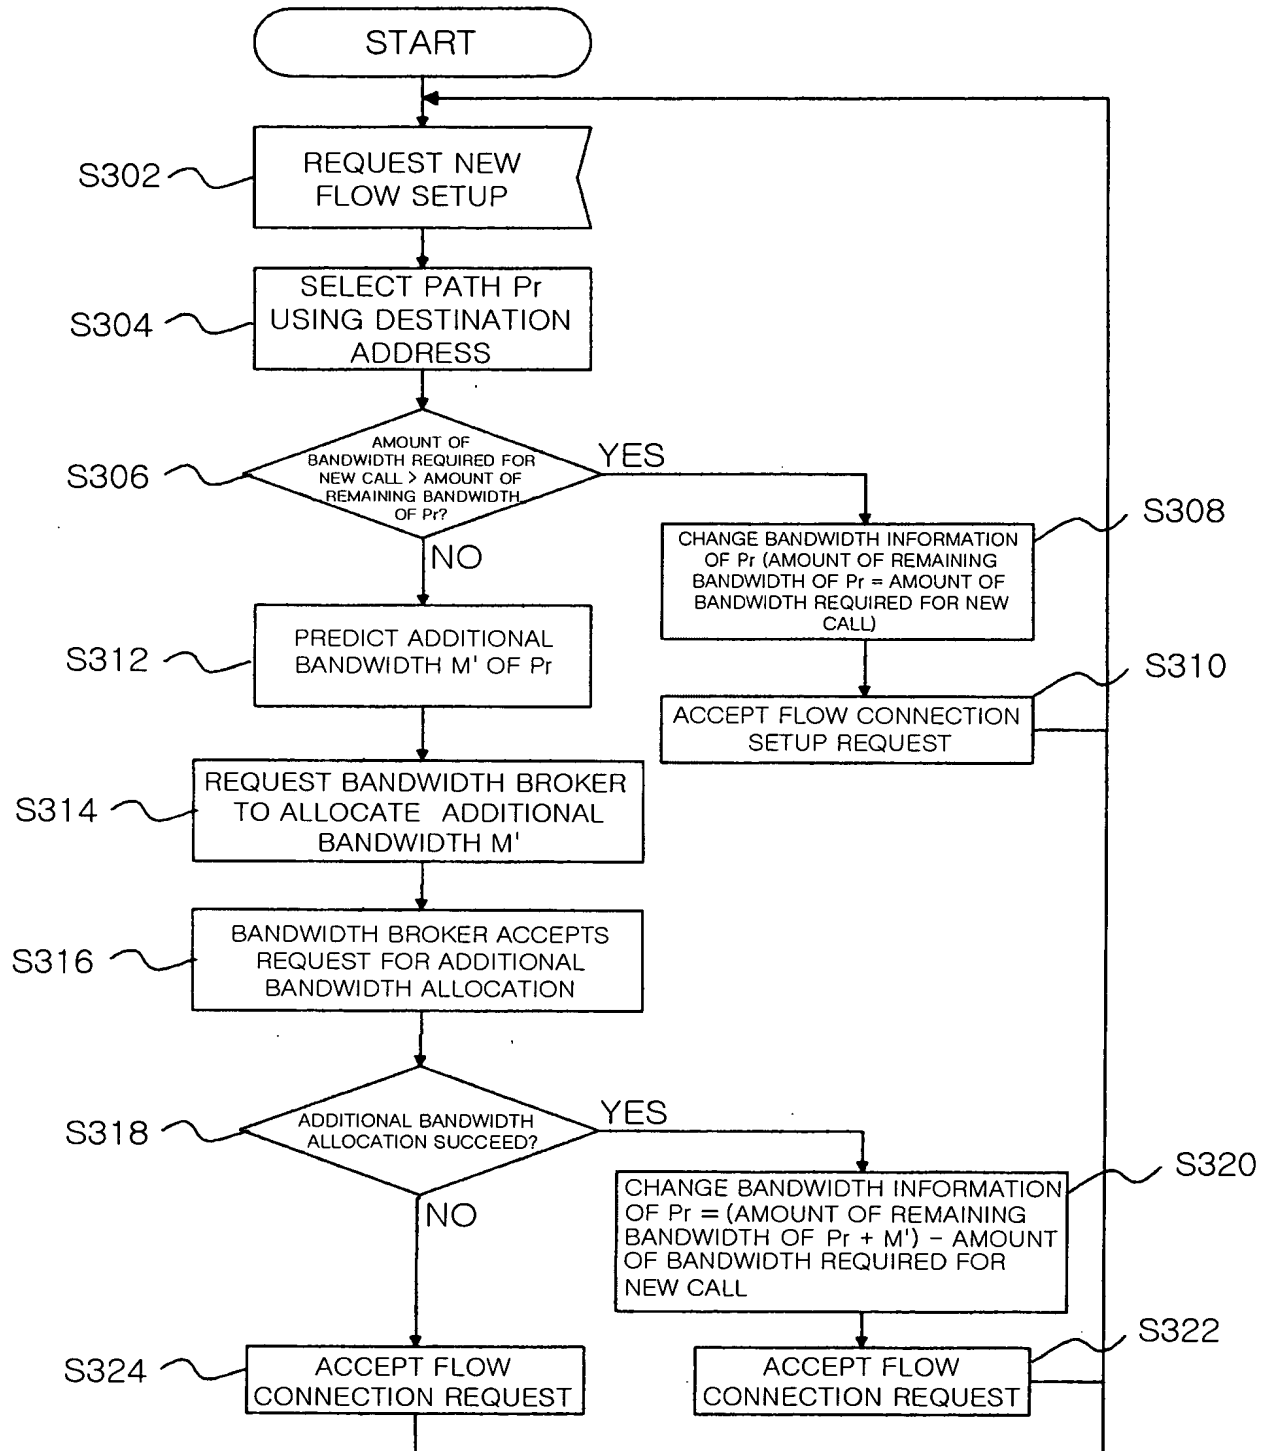 START
S302
REQUEST NEW
FLOW SETUP
S304
SELECT PATH Pr
USING DESTINATION
ADDRESS
S306
AMOUNT OF
BANDWIDTH REQUIRED FOR
NEW CALL > AMOUNT OF
REMAINING BANDWIDTH
OF Pr?
YES
NO
S308
CHANGE BANDWIDTH INFORMATION
OF Pr (AMOUNT OF REMAINING
BANDWIDTH OF Pr = AMOUNT OF
BANDWIDTH REQUIRED FOR NEW
CALL)
S310
ACCEPT FLOW CONNECTION
SETUP REQUEST
S312
PREDICT ADDITIONAL
BANDWIDTH M' OF Pr
S314
REQUEST BANDWIDTH BROKER
TO ALLOCATE ADDITIONAL
BANDWIDTH M'
S316
BANDWIDTH BROKER ACCEPTS
REQUEST FOR ADDITIONAL
BANDWIDTH ALLOCATION
S318
ADDITIONAL BANDWIDTH
ALLOCATION SUCCEED?
YES
NO
S320
CHANGE BANDWIDTH INFORMATION
OF Pr = (AMOUNT OF REMAINING
BANDWIDTH OF Pr + M') – AMOUNT
OF BANDWIDTH REQUIRED FOR
NEW CALL
S322
ACCEPT FLOW
CONNECTION REQUEST
S324
ACCEPT FLOW
CONNECTION REQUEST